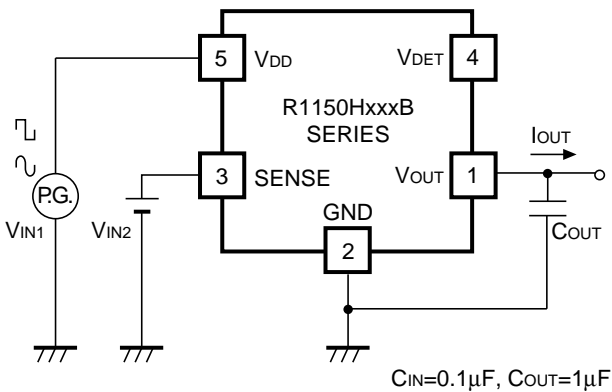 5 VDD
VDET 4
R1150HxxxB
SERIES
IOUT
3 SENSE
VOUT 1
P.G.
VIN1
VIN2
GND
2
COUT
CIN=0.1μF, COUT=1μF